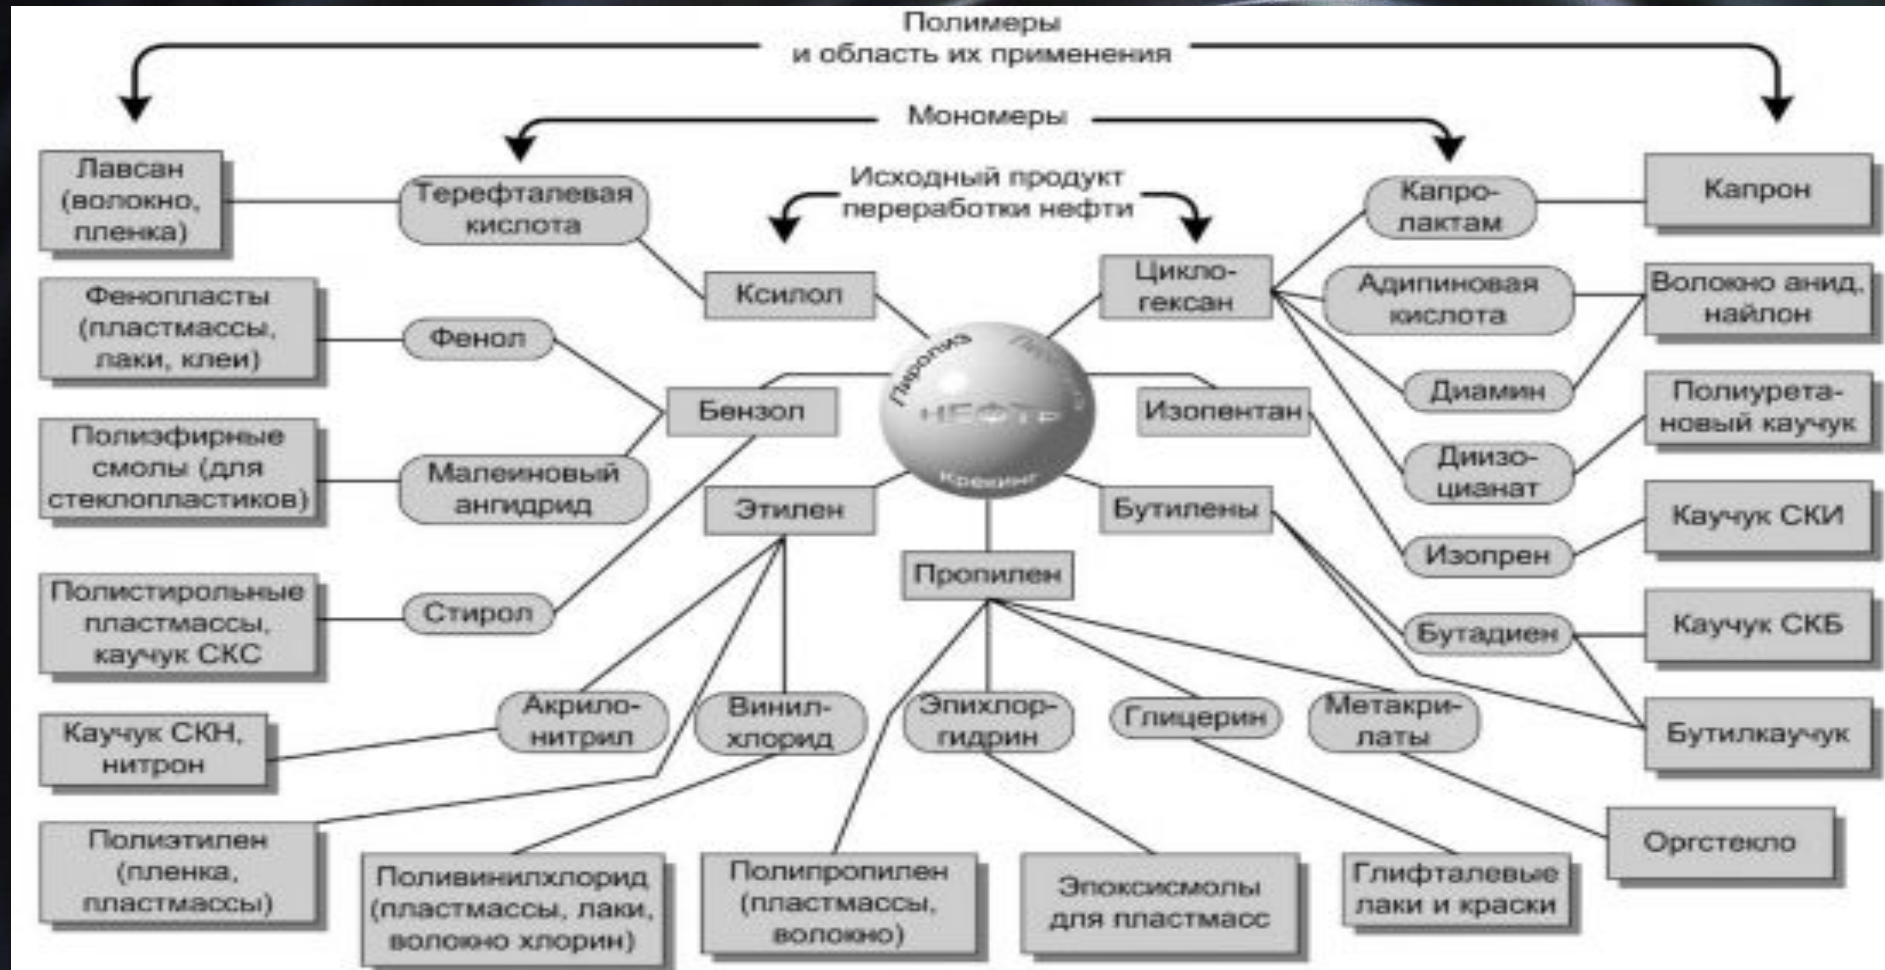 Полимеры
и область их применения
Мономеры
Исходный продукт
переработки нефти
Лавсан
(волокно,
пленка)
Терефталевая
кислота
Капро-
лактам
Капрон
Ксилол
Цикло-
гексан
Фенопласты
(пластмассы,
лаки, клеи)
Фенол
Адипиновая
кислота
Волокно анид,
найлон
Пиролиз
НЕФТЬ
Крекинг
Бензол
Изопентан
Диамин
Полиурета-
новый каучук
Полиэфирные
смолы (для
стеклопластиков)
Малеиновый
ангидрид
Этилен
Бутилены
Диизо-
цианат
Каучук СКИ
Изопрен
Пропилен
Полистирольные
пластмассы,
каучук СКС
Стирол
Бутадиен
Каучук СКБ
Каучук СКН,
нитрон
Акрило-
нитрил
Винил-
хлорид
Эпихлор-
гидрин
Глицерин
Метакри-
латы
Бутилкаучук
Полиэтилен
(пленка,
пластмассы)
Поливинилхлорид
(пластмассы, лаки,
волокно хлорин)
Полипропилен
(пластмассы,
волокно)
Эпоксисмолы
для пластмасс
Глифталевые
лаки и краски
Оргстекло